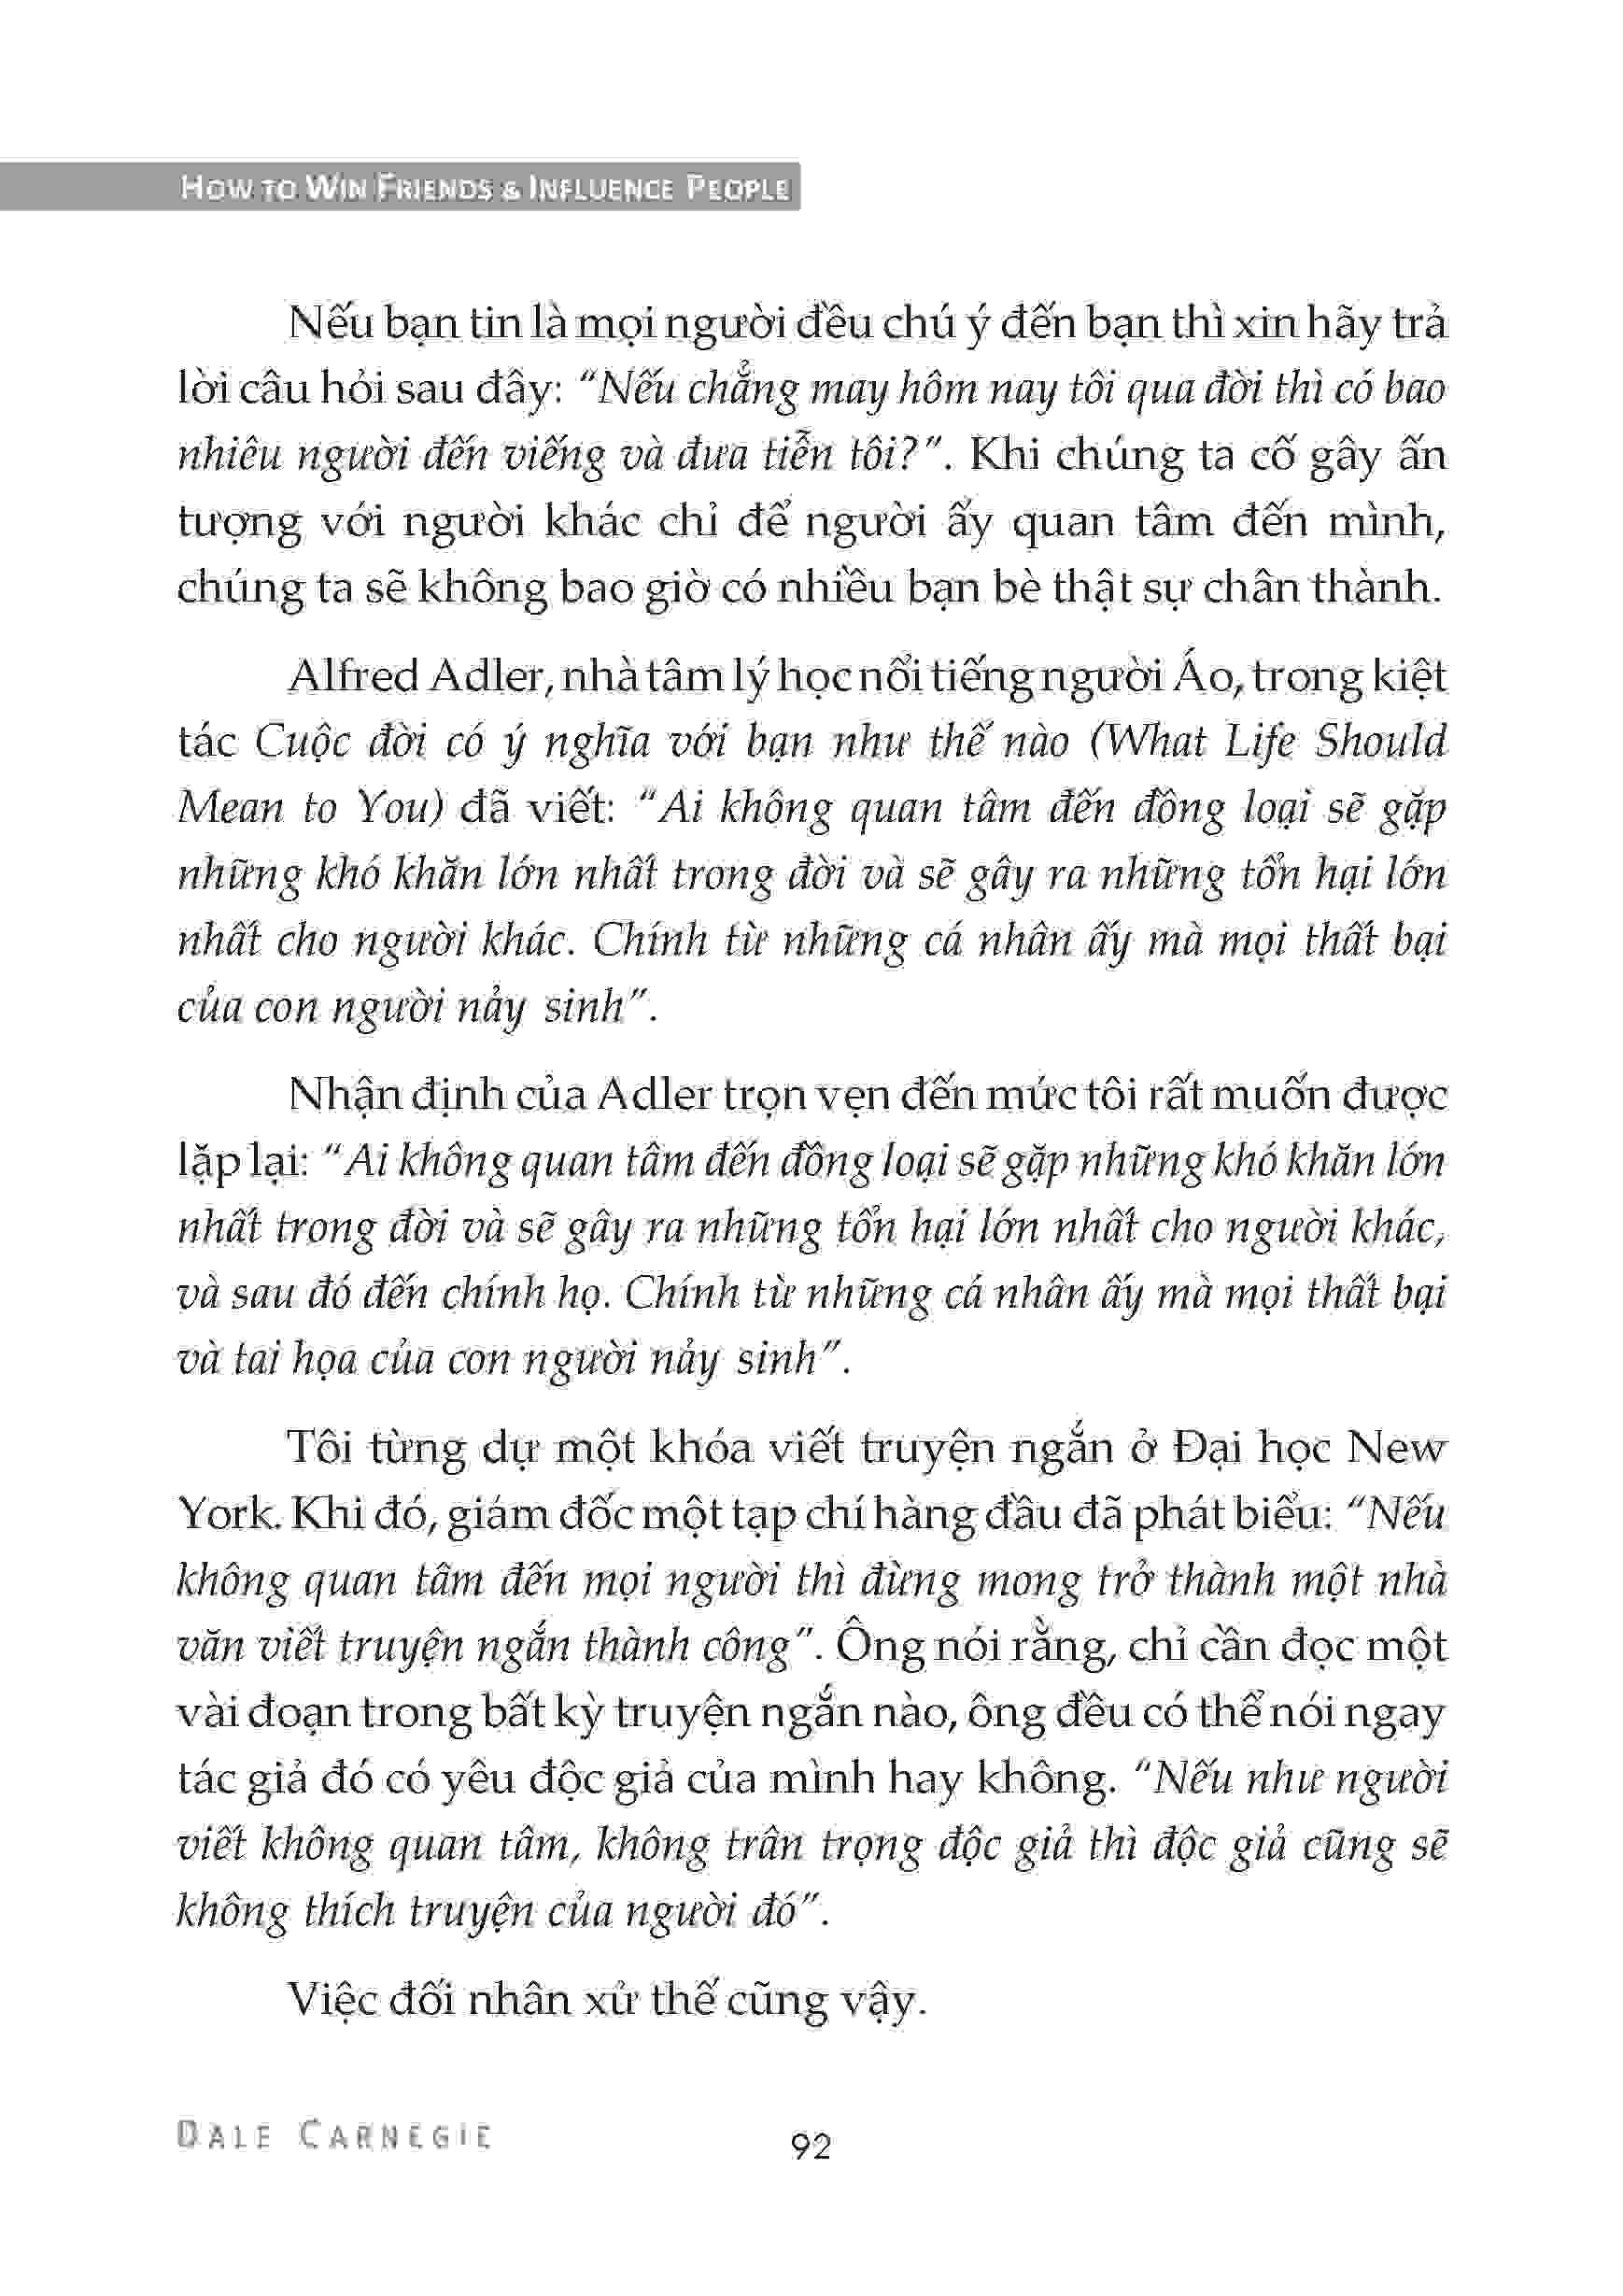 HOW TO WIN FRIENDS & INFLUENCE PEOPLE
Nếu bạn tin là mọi người đều chú ý đến bạn thì xin hãy trả
lời câu hỏi sau đây: “Nếu chẳng may hôm nay tôi qua đời thì có bao
nhiêu người đến viếng và đưa tiễn tôi?”. Khi chúng ta cố gây ấn
tượng với người khác chỉ để người ấy quan tâm đến mình,
chúng ta sẽ không bao giờ có nhiều bạn bè thật sự chân thành.
Alfred Adler, nhà tâm lý học nổi tiếng người Áo, trong kiệt
tác Cuộc đời có ý nghĩa với bạn như thế nào (What Life Should
Mean to You) đã viết: “Ai không quan tâm đến đồng loại sẽ gặp
những khó khăn lớn nhất trong đời và sẽ gây ra những tổn hại lớn
nhất cho người khác. Chính từ những cá nhân ấy mà mọi thất bại
của con người nảy sinh”.
Nhận định của Adler trọn vẹn đến mức tôi rất muốn được
lặp lại: “Ai không quan tâm đến đồng loại sẽ gặp những khó khăn lớn
nhất trong đời và sẽ gây ra những tổn hại lớn nhất cho người khác,
và sau đó đến chính họ. Chính từ những cá nhân ấy mà mọi thất bại
và tai họa của con người nảy sinh”.
Tôi từng dự một khóa viết truyện ngắn ở Đại học New
York. Khi đó, giám đốc một tạp chí hàng đầu đã phát biểu: “Nếu
không quan tâm đến mọi người thì đừng mong trở thành một nhà
văn viết truyện ngắn thành công”. Ông nói rằng, chỉ cần đọc một
vài đoạn trong bất kỳ truyện ngắn nào, ông đều có thể nói ngay
tác giả đó có yêu độc giả của mình hay không. “Nếu như người
viết không quan tâm, không trân trọng độc giả thì độc giả cũng sẽ
không thích truyện của người đó”.
Việc đối nhân xử thế cũng vậy.
DALE CARNEGIE
92